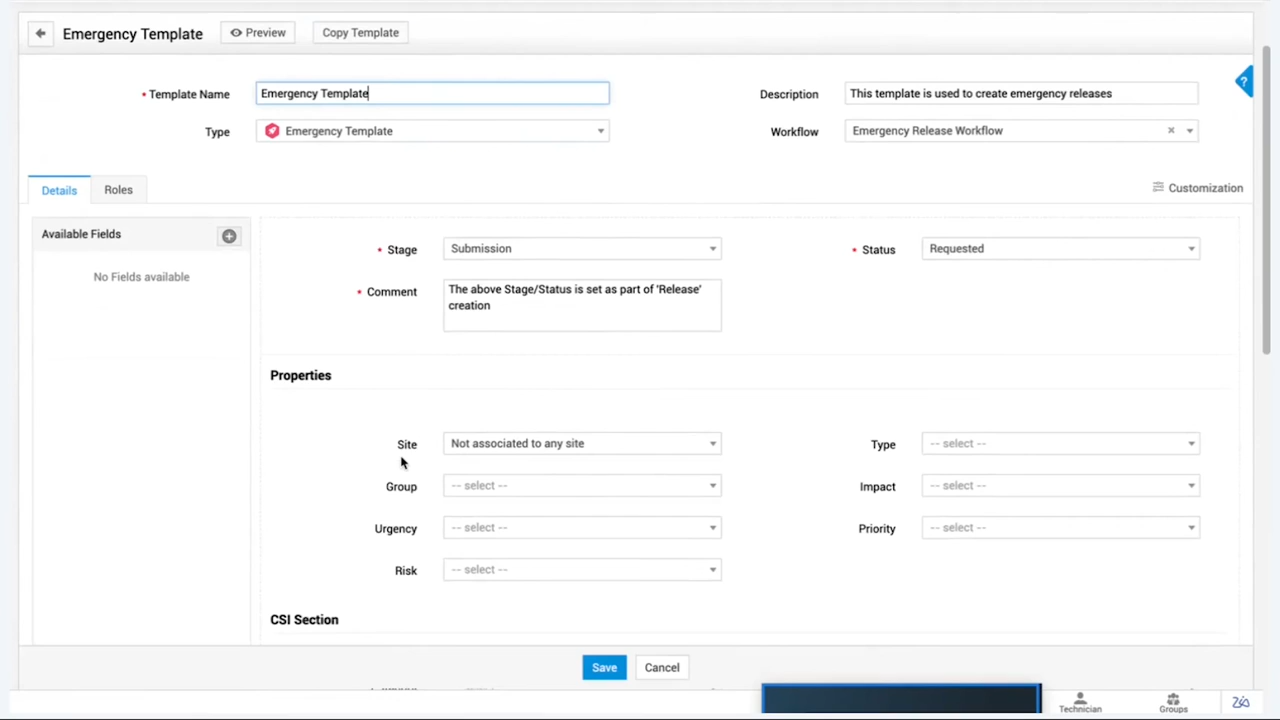 Emergency Template
Preview
Copy Template
* Template Name
Emergency Template
Description
This template is used to create emergency releases
?
Type
Emergency Template
Workflow
Emergency Release Workflow
Details
Roles
Customization
Available Fields
No Fields available
* Stage
Submission
* Status
Requested
* Comment
The above Stage/Status is set as part of 'Release'
creation
Properties
Site
Not associated to any site
Type
-- select --
Group
-- select --
Impact
-- select --
Urgency
-- select --
Priority
-- select --
Risk
-- select --
CSI Section
Save
Cancel
Technician
Groups